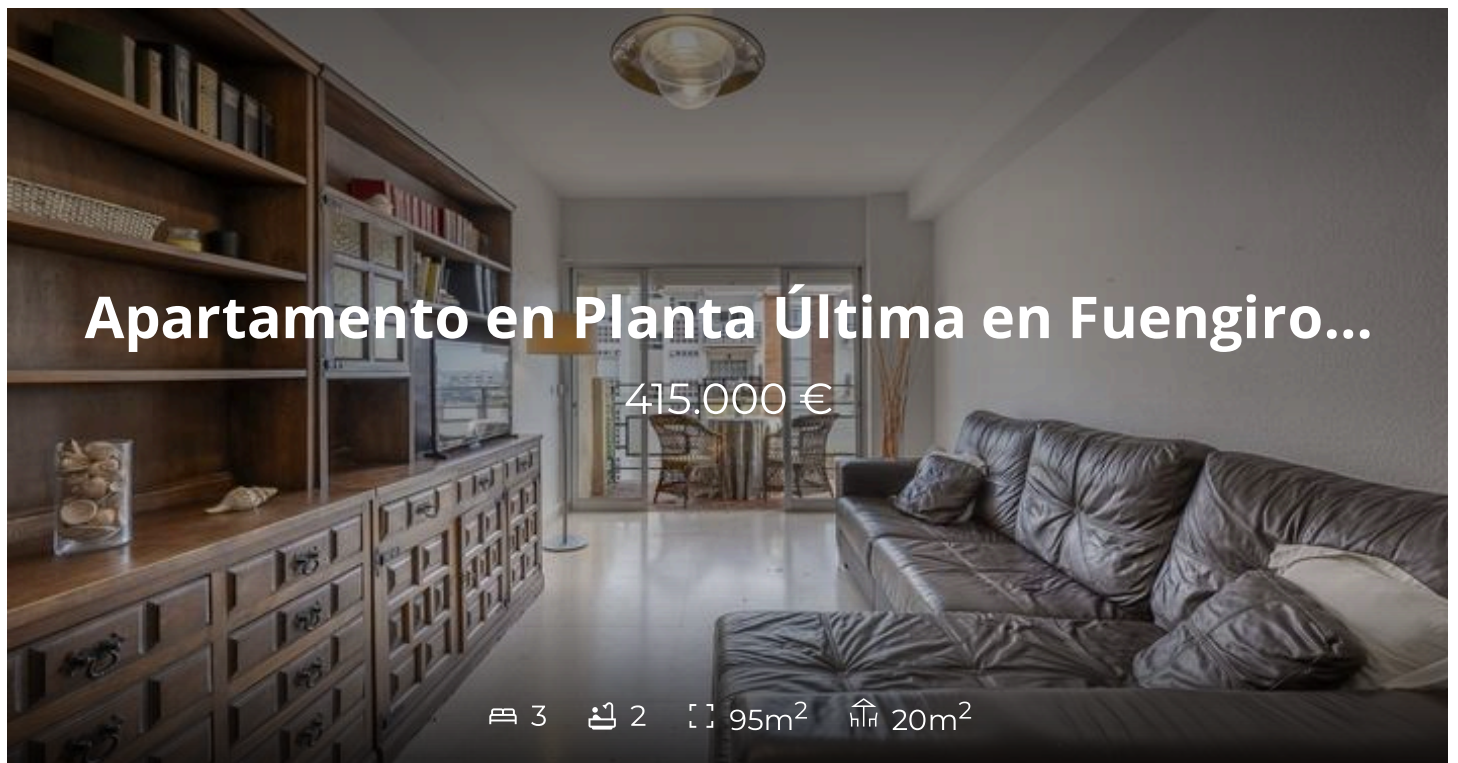 Apartamento en Planta Última en Fuengiro...
415.000 €
3 2 95m² 20m²